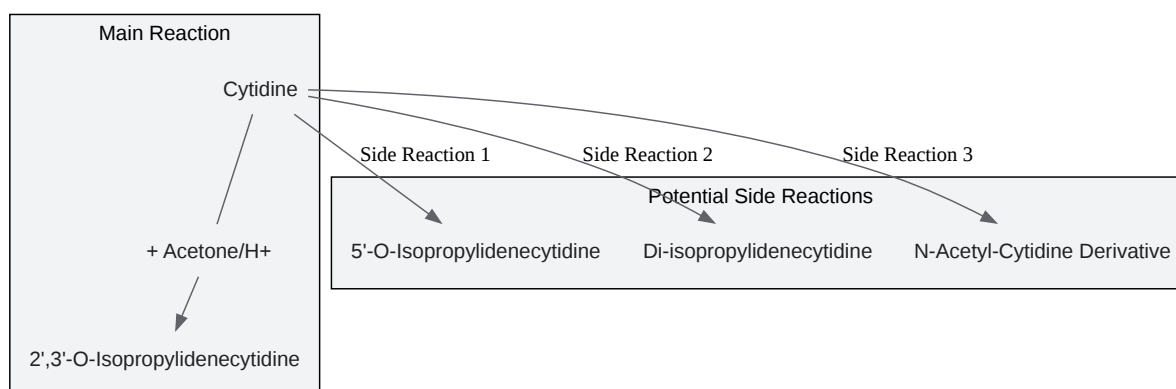 Main Reaction
Cytidine
Side Reaction 1
Side Reaction 2
Side Reaction 3
Potential Side Reactions
+ Acetone/H+
5'-O-Isopropylidenecytidine
Di-isopropylidenecytidine
N-Acetyl-Cytidine Derivative
2',3'-O-Isopropylidenecytidine